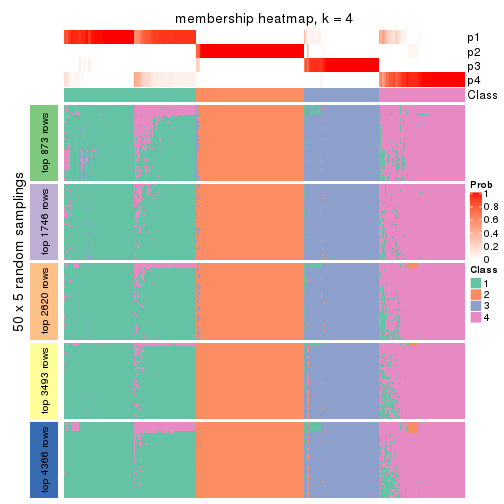 membership heatmap, k = 4
p1
p2
p3
p4
Class
50 x 5 random samplings
top 873 rows
top 1746 rows
top 2620 rows
top 3493 rows
top 4366 rows
Prob
1
0.8
0.6
0.4
0.2
0
Class
1
2
3
4